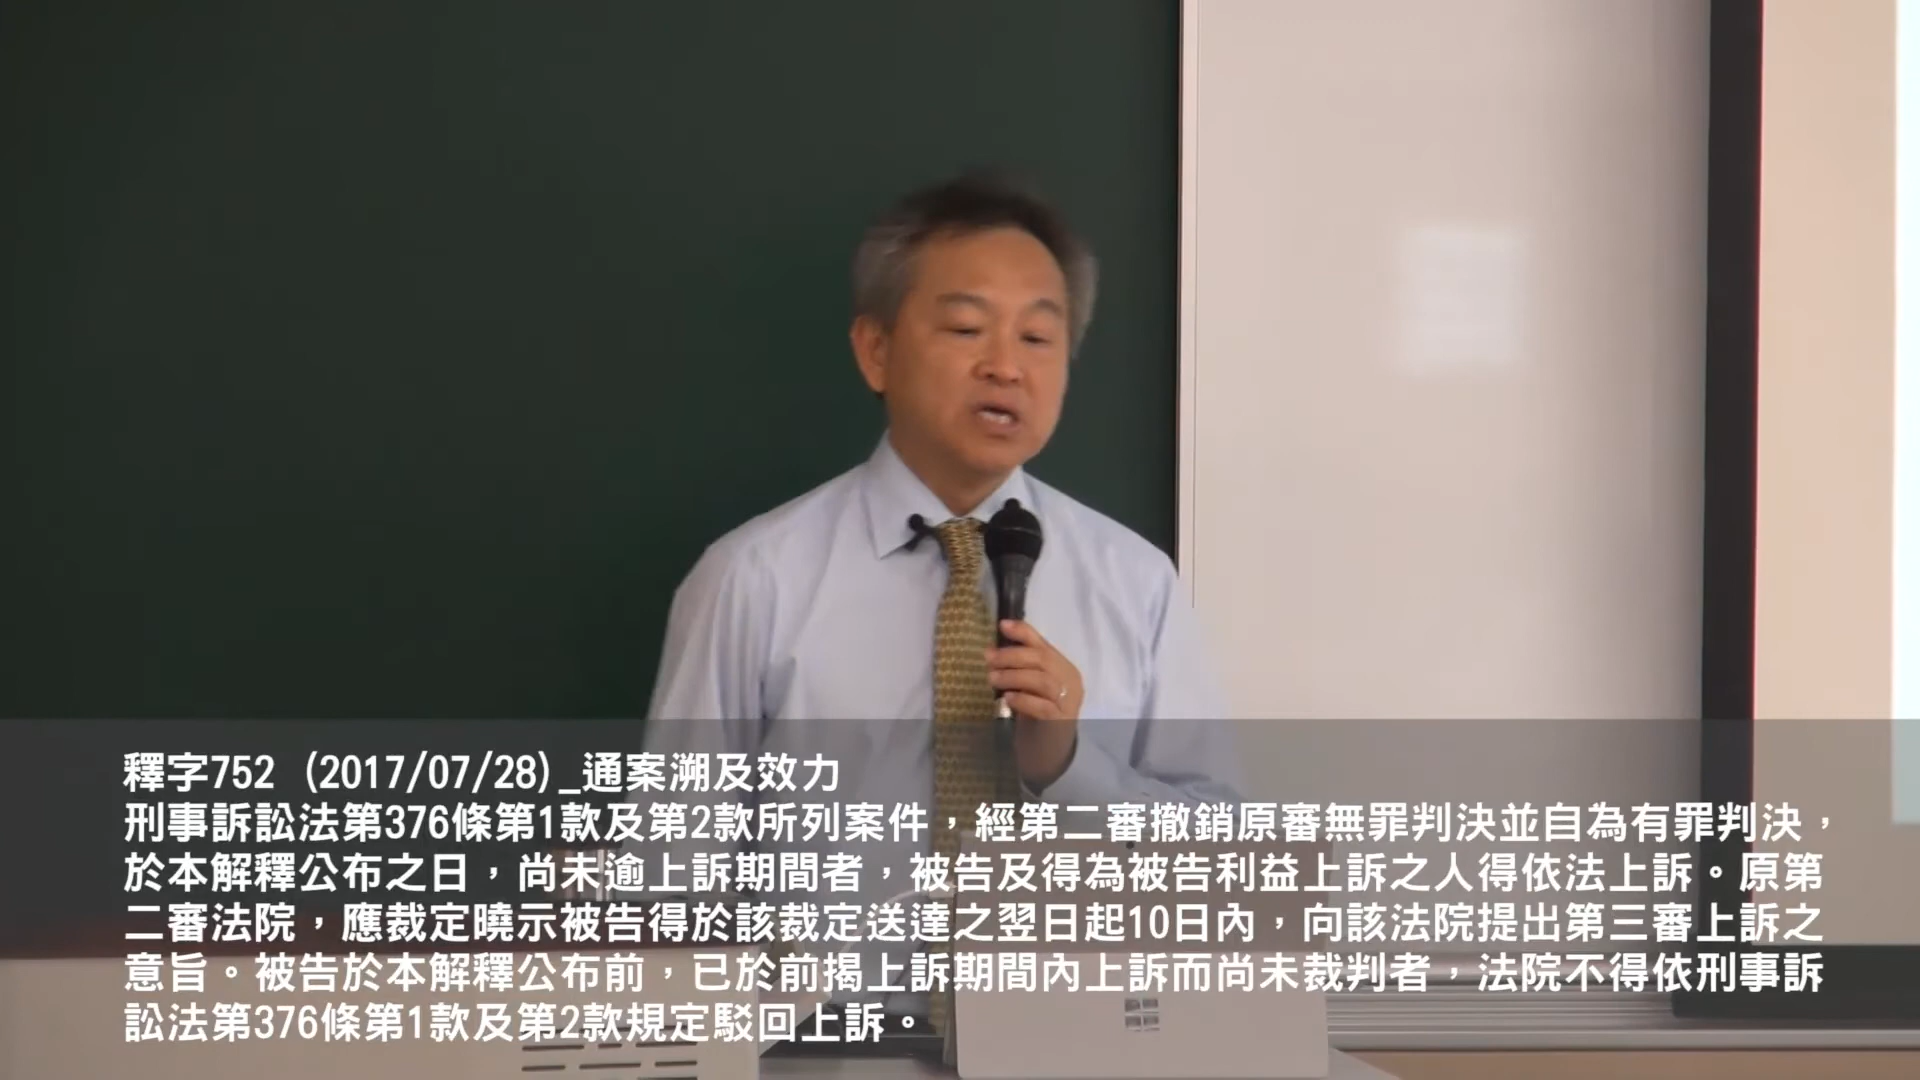 釋字752 (2017/07/28)_通案溯及效力
刑事訴訟法第376條第1款及第2款所列案件，經第二審撤銷原審無罪判決並自為有罪判決，
於本解釋公布之日，尚未逾上訴期間者，被告及得為被告利益上訴之人得依法上訴。原第
二審法院，應裁定曉示被告得於該裁定送達之翌日起10日內，向該法院提出第三審上訴之
意旨。被告於本解釋公布前，已於前揭上訴期間內上訴而尚未裁判者，法院不得依刑事訴
訟法第376條第1款及第2款規定駁回上訴。